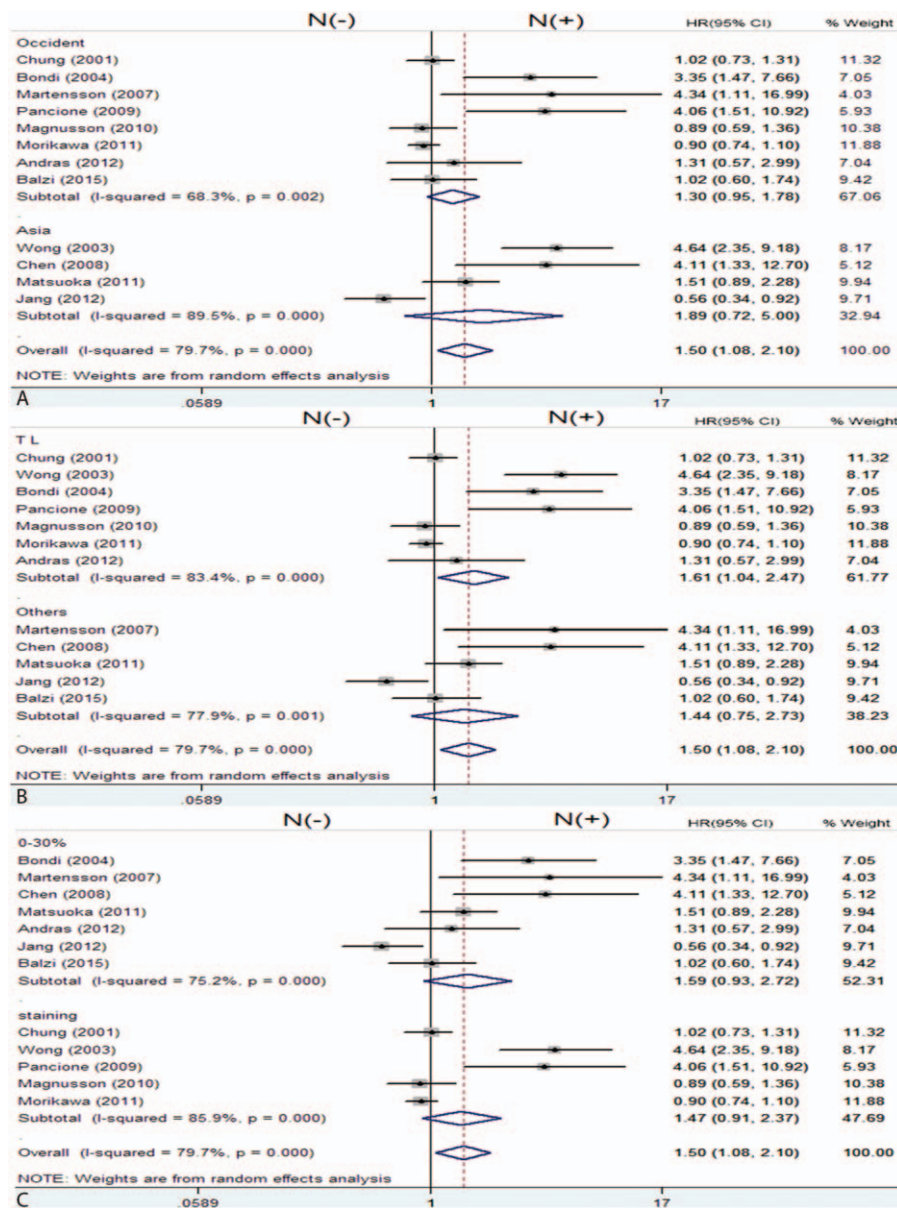 N(-) N(+) HR(95% CI) % Weight
Occident
Chung (2001) 1.02 (0.73, 1.31) 11.32
Bondi (2004) 3.35 (1.47, 7.66) 7.05
Martensson (2007) 4.34 (1.11, 16.99) 4.03
Pancione (2009) 4.06 (1.51, 10.92) 5.93
Magnusson (2010) 0.89 (0.59, 1.36) 10.38
Morikawa (2011) 0.90 (0.74, 1.10) 11.88
Andras (2012) 1.31 (0.57, 2.99) 7.04
Balzi (2015) 1.02 (0.60, 1.74) 9.42
Subtotal (I-squared = 68.3%, p = 0.002) 1.30 (0.95, 1.78) 67.06
.
Asia
Wong (2003) 4.64 (2.35, 9.18) 8.17
Chen (2008) 4.11 (1.33, 12.70) 5.12
Matsuoka (2011) 1.51 (0.89, 2.28) 9.94
Jang (2012) 0.56 (0.34, 0.92) 9.71
Subtotal (I-squared = 89.5%, p = 0.000) 1.89 (0.72, 5.00) 32.94
.
Overall (I-squared = 79.7%, p = 0.000) 1.50 (1.08, 2.10) 100.00
NOTE: Weights are from random effects analysis
A .0589 1 17
N(-) N(+) HR(95% CI) % Weight
T L
Chung (2001) 1.02 (0.73, 1.31) 11.32
Wong (2003) 4.64 (2.35, 9.18) 8.17
Bondi (2004) 3.35 (1.47, 7.66) 7.05
Pancione (2009) 4.06 (1.51, 10.92) 5.93
Magnusson (2010) 0.89 (0.59, 1.36) 10.38
Morikawa (2011) 0.90 (0.74, 1.10) 11.88
Andras (2012) 1.31 (0.57, 2.99) 7.04
Subtotal (I-squared = 83.4%, p = 0.000) 1.61 (1.04, 2.47) 61.77
.
Others
Martensson (2007) 4.34 (1.11, 16.99) 4.03
Chen (2008) 4.11 (1.33, 12.70) 5.12
Matsuoka (2011) 1.51 (0.89, 2.28) 9.94
Jang (2012) 0.56 (0.34, 0.92) 9.71
Balzi (2015) 1.02 (0.60, 1.74) 9.42
Subtotal (I-squared = 77.9%, p = 0.001) 1.44 (0.75, 2.73) 38.23
.
Overall (I-squared = 79.7%, p = 0.000) 1.50 (1.08, 2.10) 100.00
NOTE: Weights are from random effects analysis
B .0589 1 17
N(-) N(+) HR(95% CI) % Weight
0-30%
Bondi (2004) 3.35 (1.47, 7.66) 7.05
Martensson (2007) 4.34 (1.11, 16.99) 4.03
Chen (2008) 4.11 (1.33, 12.70) 5.12
Matsuoka (2011) 1.51 (0.89, 2.28) 9.94
Andras (2012) 1.31 (0.57, 2.99) 7.04
Jang (2012) 0.56 (0.34, 0.92) 9.71
Balzi (2015) 1.02 (0.60, 1.74) 9.42
Subtotal (I-squared = 75.2%, p = 0.000) 1.59 (0.93, 2.72) 52.31
.
staining
Chung (2001) 1.02 (0.73, 1.31) 11.32
Wong (2003) 4.64 (2.35, 9.18) 8.17
Pancione (2009) 4.06 (1.51, 10.92) 5.93
Magnusson (2010) 0.89 (0.59, 1.36) 10.38
Morikawa (2011) 0.90 (0.74, 1.10) 11.88
Subtotal (I-squared = 85.9%, p = 0.000) 1.47 (0.91, 2.37) 47.69
.
Overall (I-squared = 79.7%, p = 0.000) 1.50 (1.08, 2.10) 100.00
NOTE: Weights are from random effects analysis
C .0589 1 17